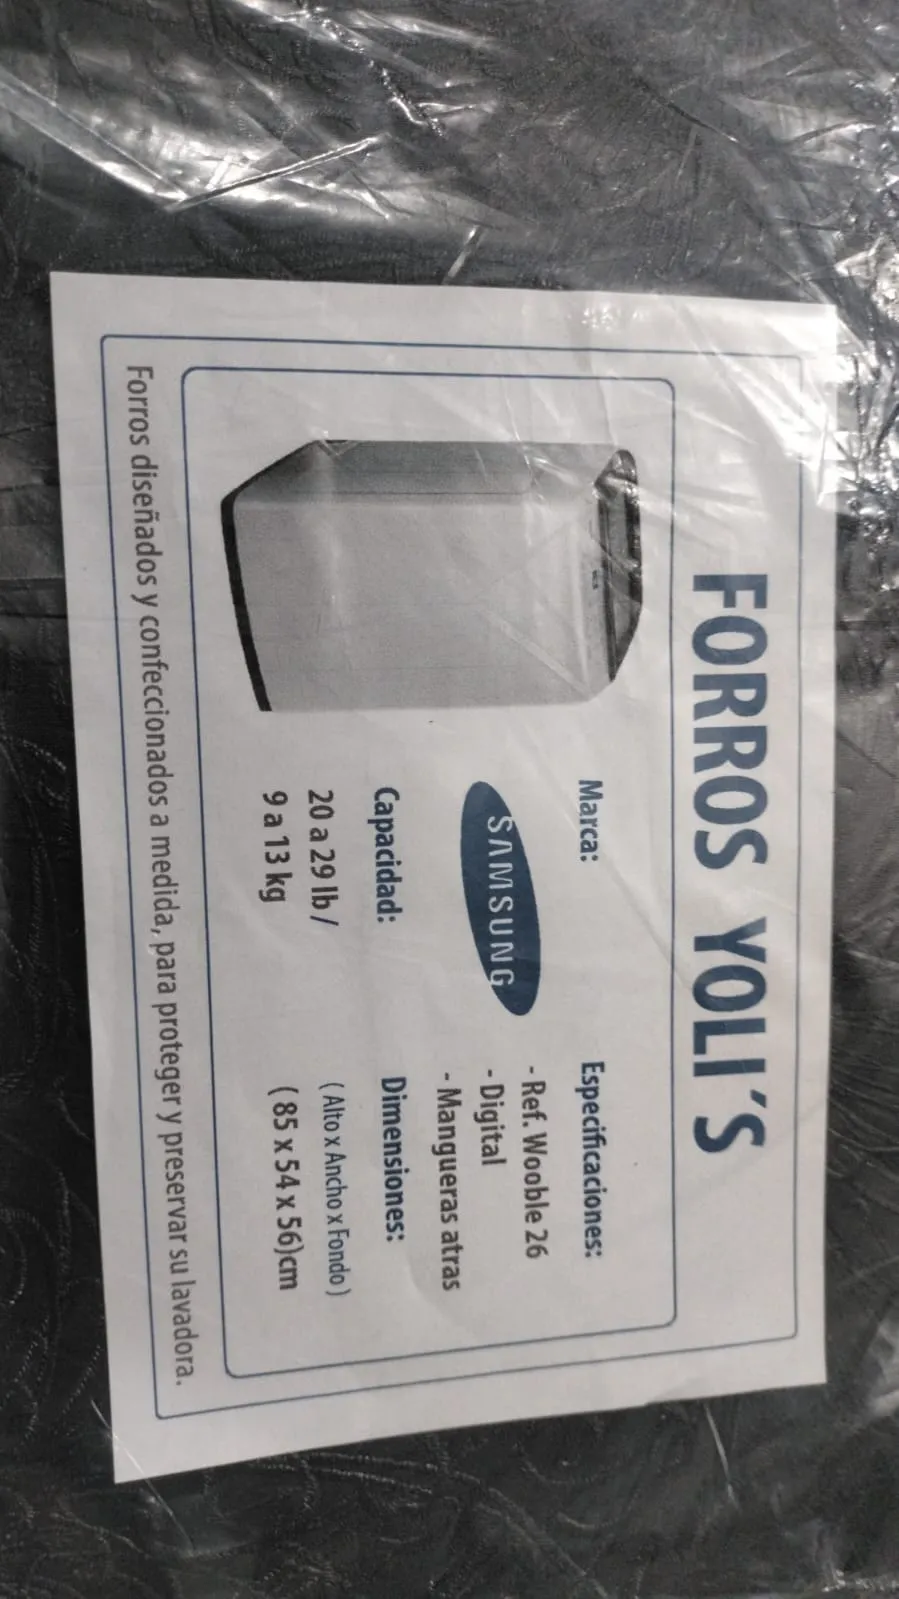 FORROS YOLI´S
Marca:
SAMSUNG
Capacidad:
20 a 29 lb /
9 a 13 kg
Especificaciones:
- Ref. Wooble 26
- Digital
- Mangueras atras
Dimensiones:
( Alto x Ancho x Fondo )
( 85 x 54 x 56)cm
Forros diseñados y confeccionados a medida, para proteger y preservar su lavadora.